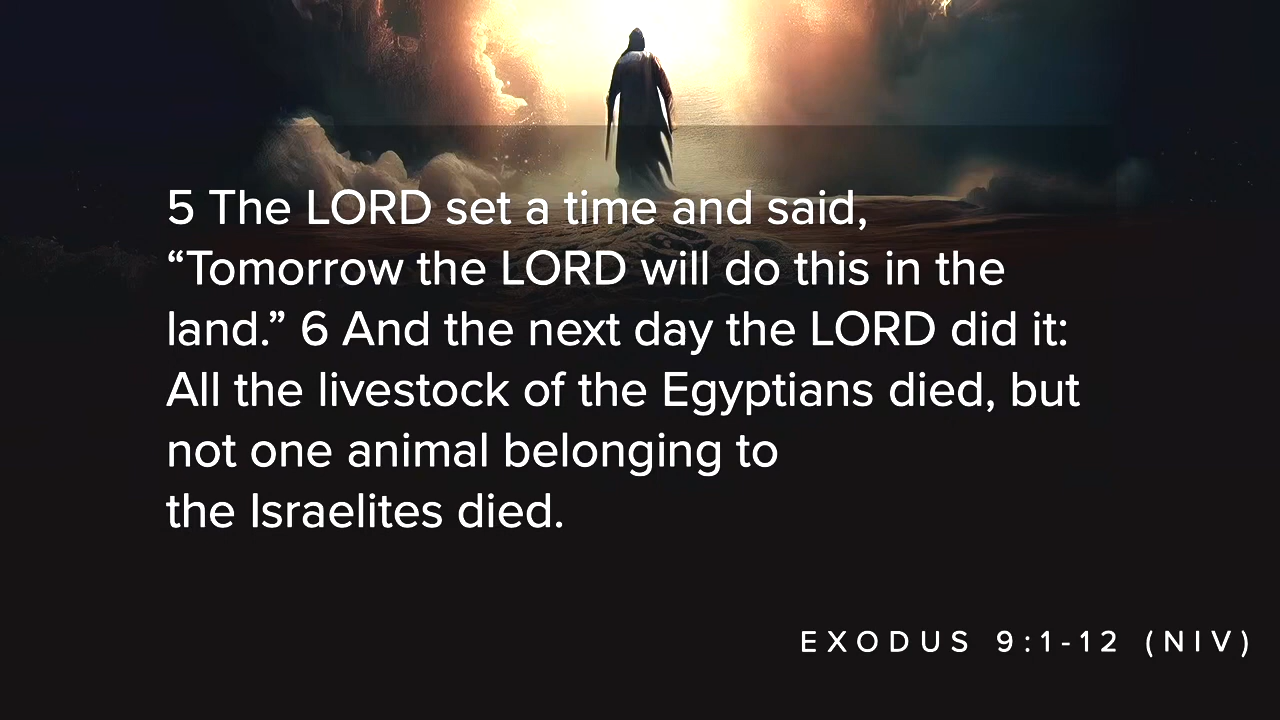 5 The LORD set a time and said,
“Tomorrow the LORD will do this in the
land.” 6 And the next day the LORD did it:
All the livestock of the Egyptians died, but
not one animal belonging to
the Israelites died.
EXODUS 9:1-12 (NIV)